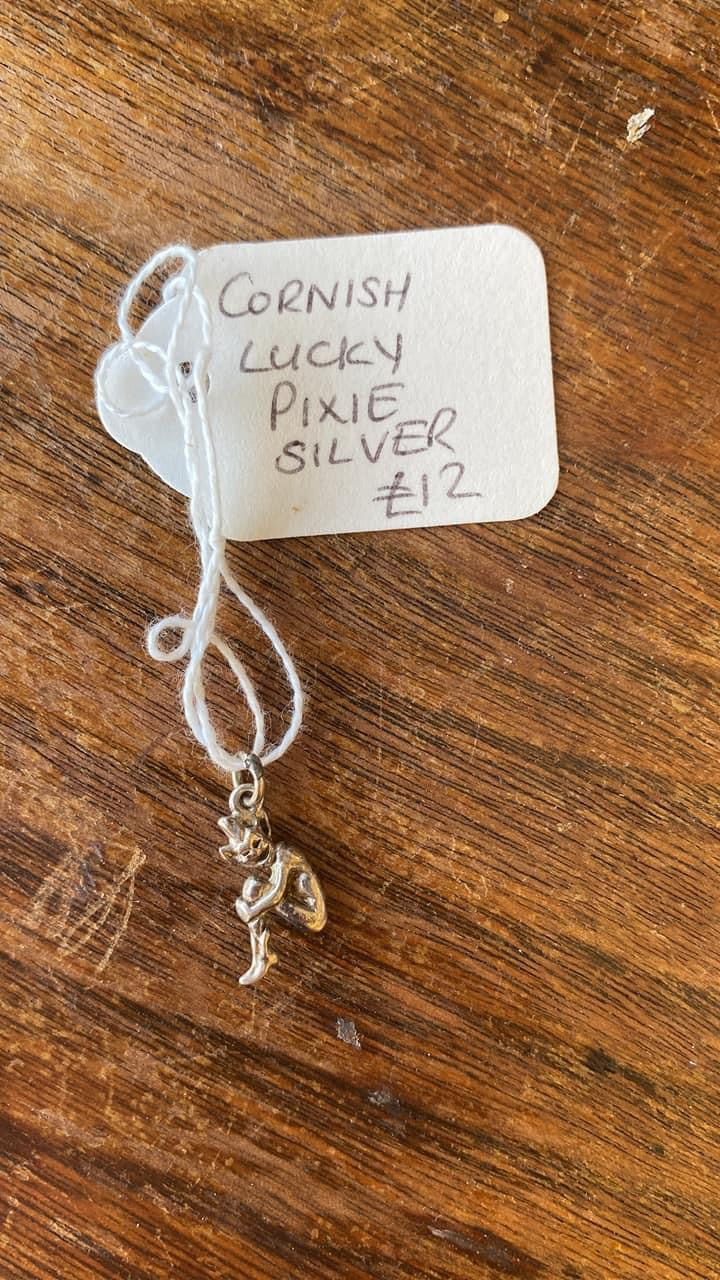 CORNISH
LUCKY
PIXIE
SILVER
£12